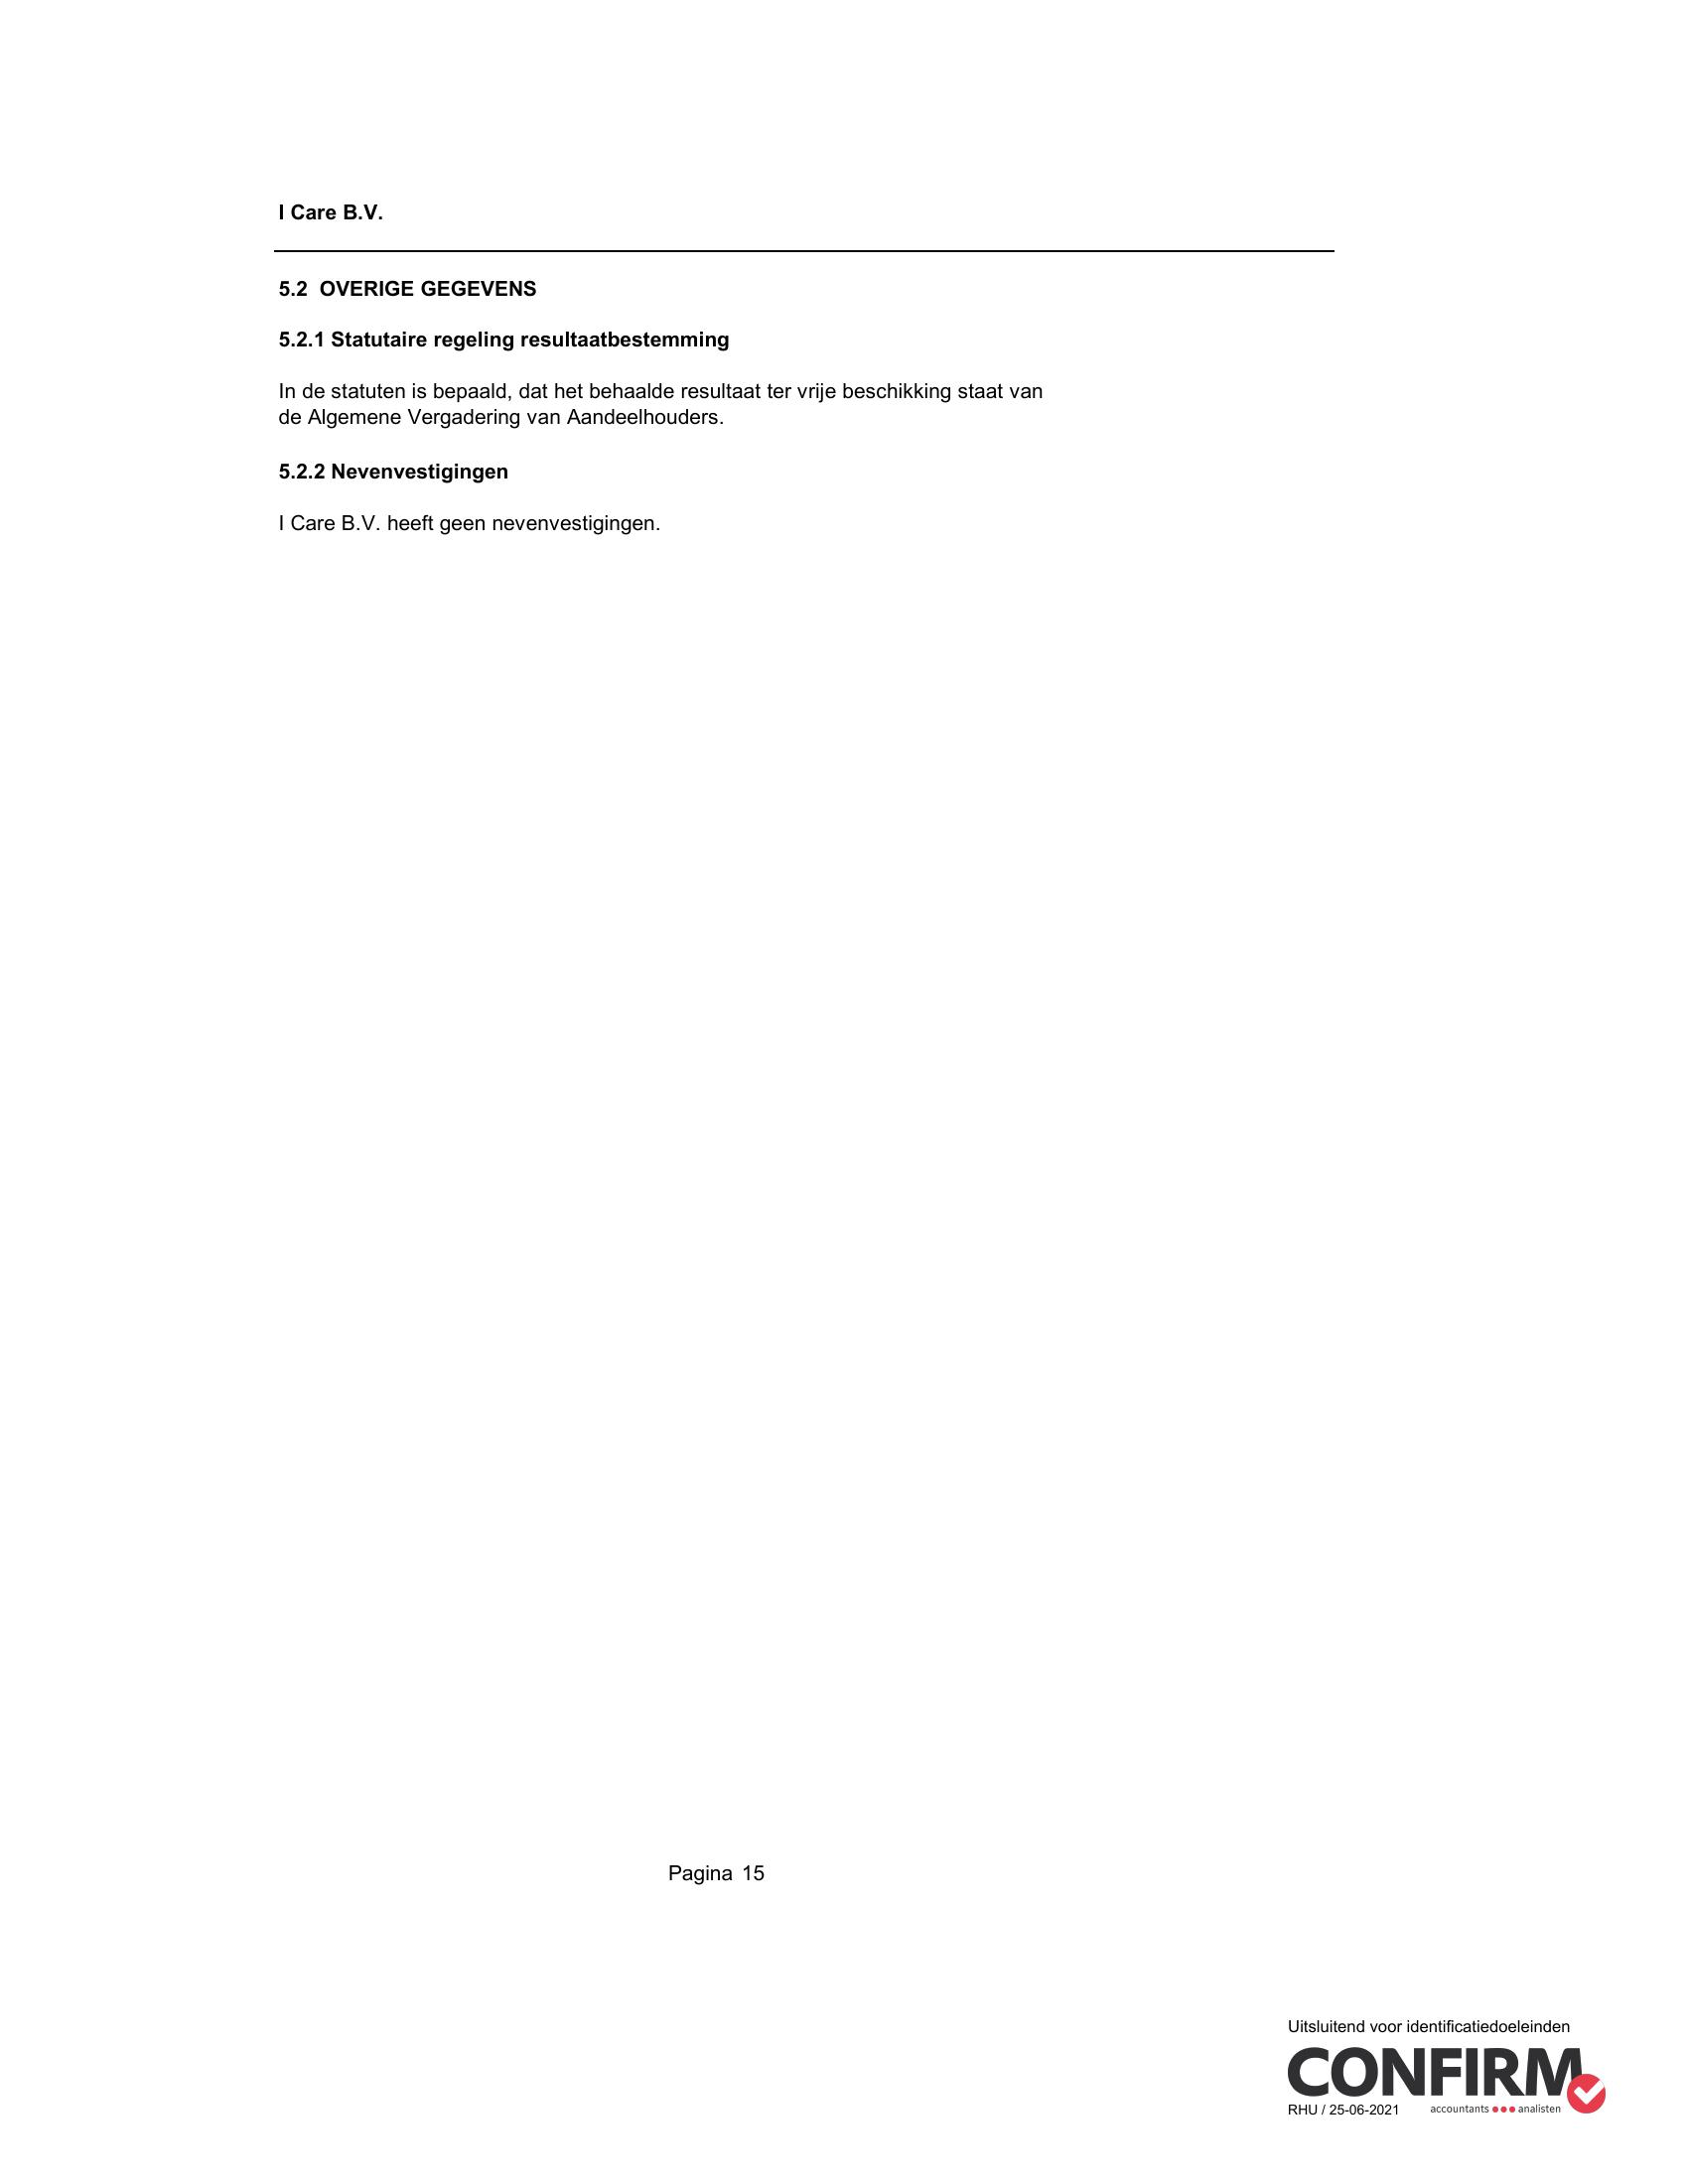 I Care B.V.
5.2 OVERIGE GEGEVENS
5.2.1 Statutaire regeling resultaatbestemming
In de statuten is bepaald, dat het behaalde resultaat ter vrije beschikking staat van
de Algemene Vergadering van Aandeelhouders.
5.2.2 Nevenvestigingen
I Care B.V. heeft geen nevenvestigingen.
Pagina 15
Uitsluitend voor identificatiedoeleinden
CONFIRM
RHU / 25-06-2021 accountants analisten